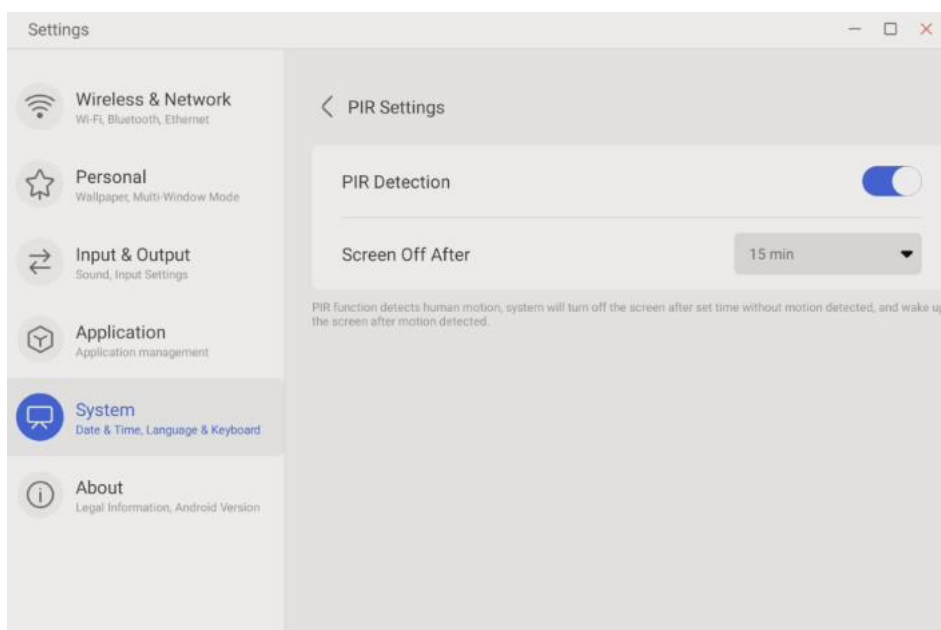 Settings
Wireless & Network
Wi-Fi, Bluetooth, Ethernet
Personal
Wallpaper, Multi-Window Mode
Input & Output
Sound, Input Settings
Application
Application management
System
Date & Time, Language & Keyboard
About
Legal Information, Android Version
PIR Settings
PIR Detection
Screen Off After
15 min
PIR function detects human motion, system will turn off the screen after set time without motion detected, and wake u
the screen after motion detected.